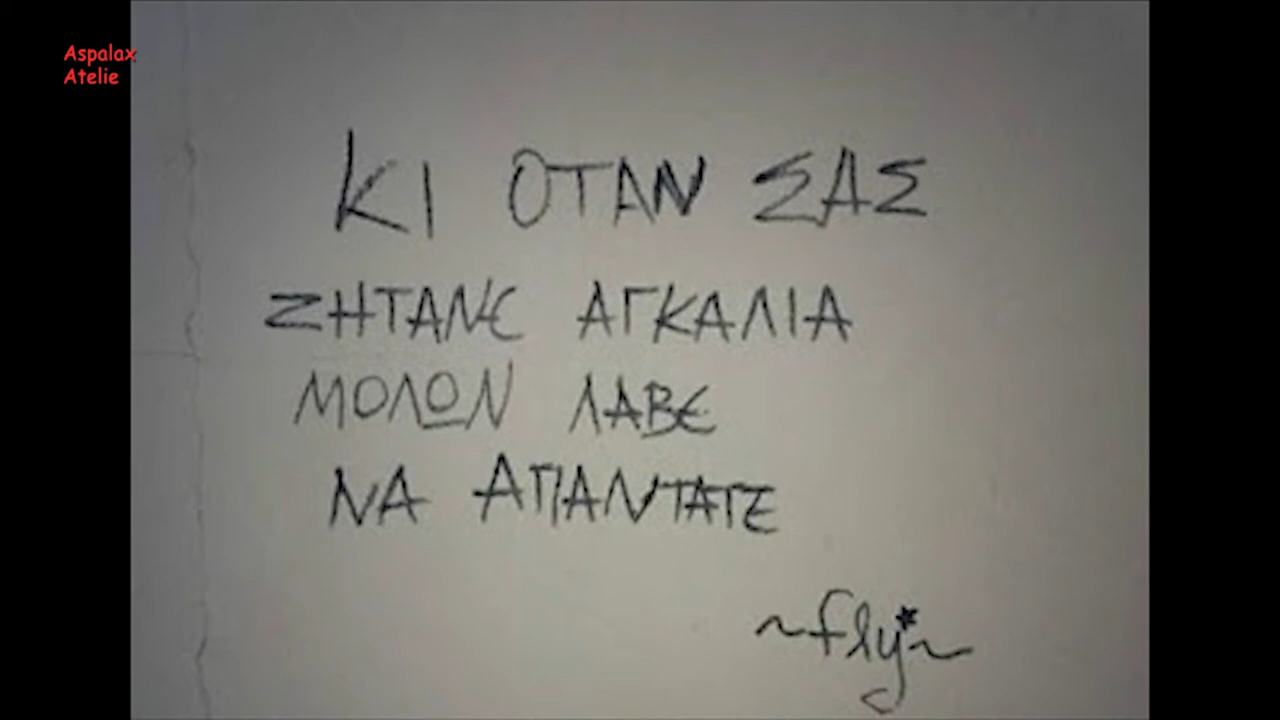 Aspalax
Atelie
ΚΙ ΟΤΑΝ ΣΑΣ
ΖΗΤΑΝΕ ΑΓΚΑΛΙΑ
ΜΟΛΩΝ ΛΑΒΕ
ΝΑ ΑΠΑΝΤΑΤΕ
~fly*~